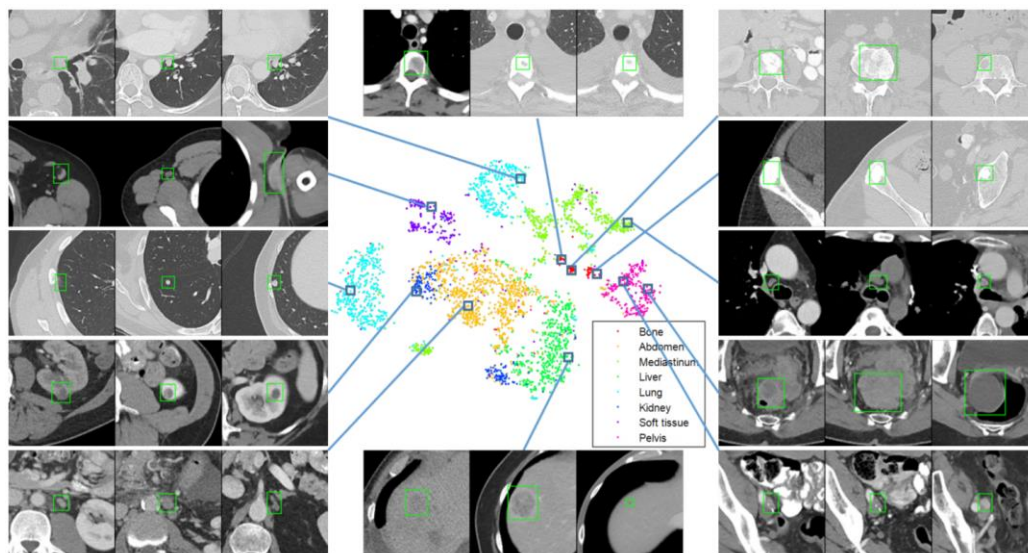 Bone
Abdomen
Mediastinum
Liver
Lung
Kidney
Soft tissue
Pelvis